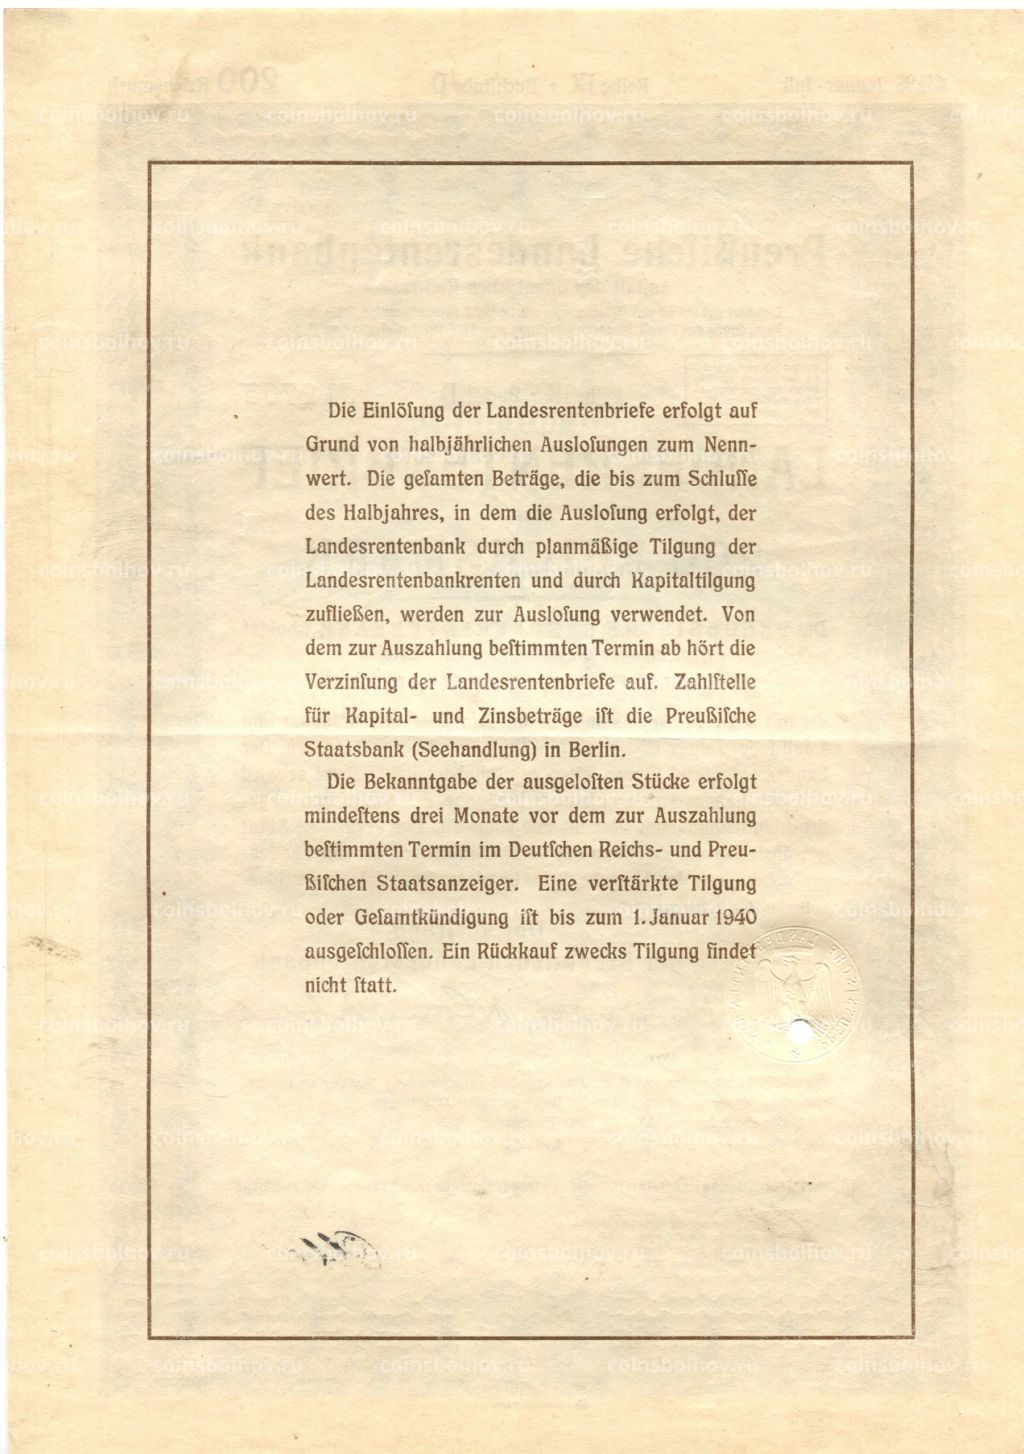 Die Einlöſung der Landesrentenbriefe erfolgt auf
Grund von halbjährlichen Ausloſungen zum Nenn-
wert. Die geſamten Beträge, die bis zum Schluſſe
des Halbjahres, in dem die Ausloſung erfolgt, der
Landesrentenbank durch planmäßige Tilgung der
Landesrentenbankrenten und durch Kapitaltilgung
zufließen, werden zur Ausloſung verwendet. Von
dem zur Auszahlung beſtimmten Termin ab hört die
Verzinſung der Landesrentenbriefe auf. Zahlſtelle
für Kapital- und Zinsbeträge iſt die Preußiſche
Staatsbank (Seehandlung) in Berlin.
Die Bekanntgabe der ausgeloſten Stücke erfolgt
mindeſtens drei Monate vor dem zur Auszahlung
beſtimmten Termin im Deutſchen Reichs- und Preu-
ßiſchen Staatsanzeiger. Eine verſtärkte Tilgung
oder Geſamtkündigung iſt bis zum 1. Januar 1940
ausgeſchloſſen. Ein Rückkauf zwecks Tilgung findet
nicht ſtatt.
coinsbolhov.ru